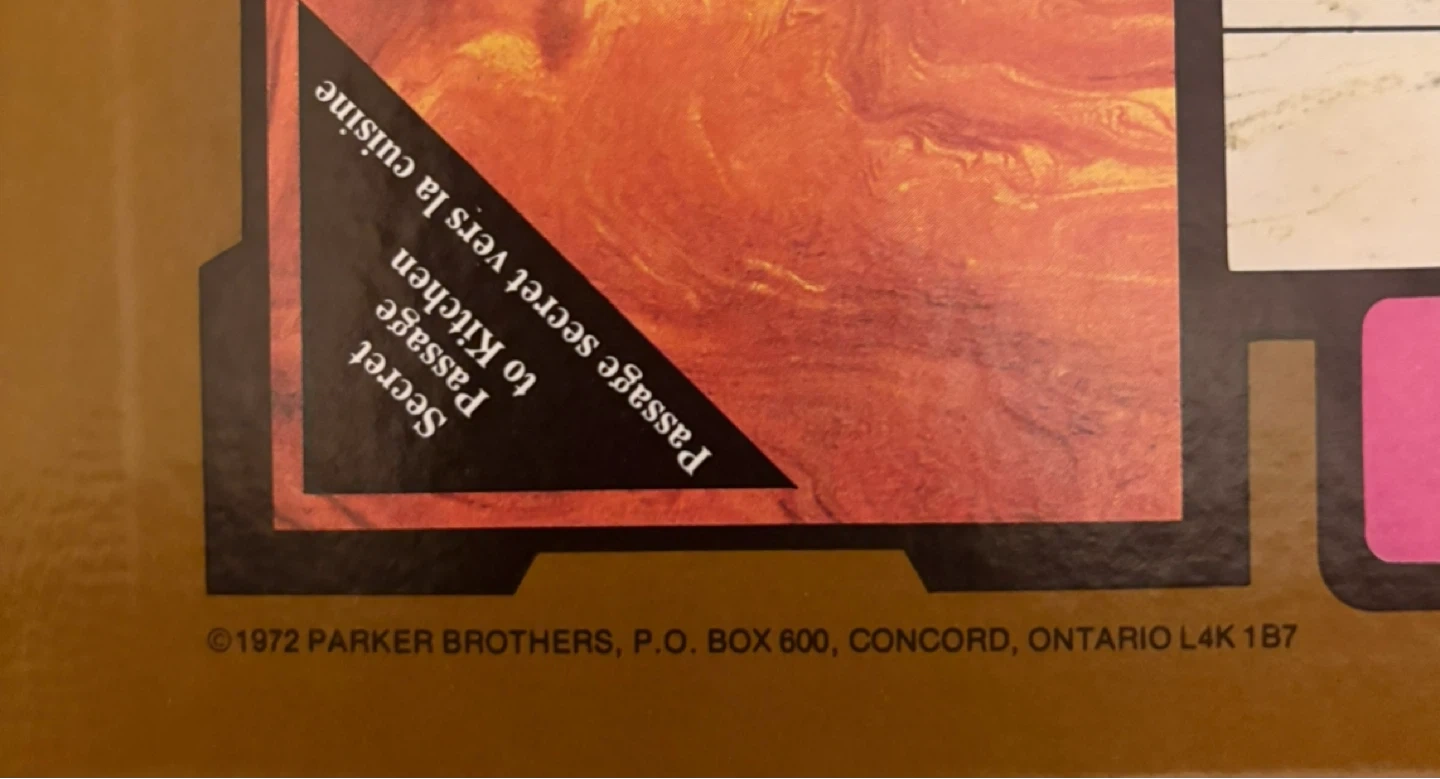 Secret
Passage
to Kitchen
Passage secret vers la cuisine
©1972 PARKER BROTHERS, P.O. BOX 600, CONCORD, ONTARIO L4K 1B7